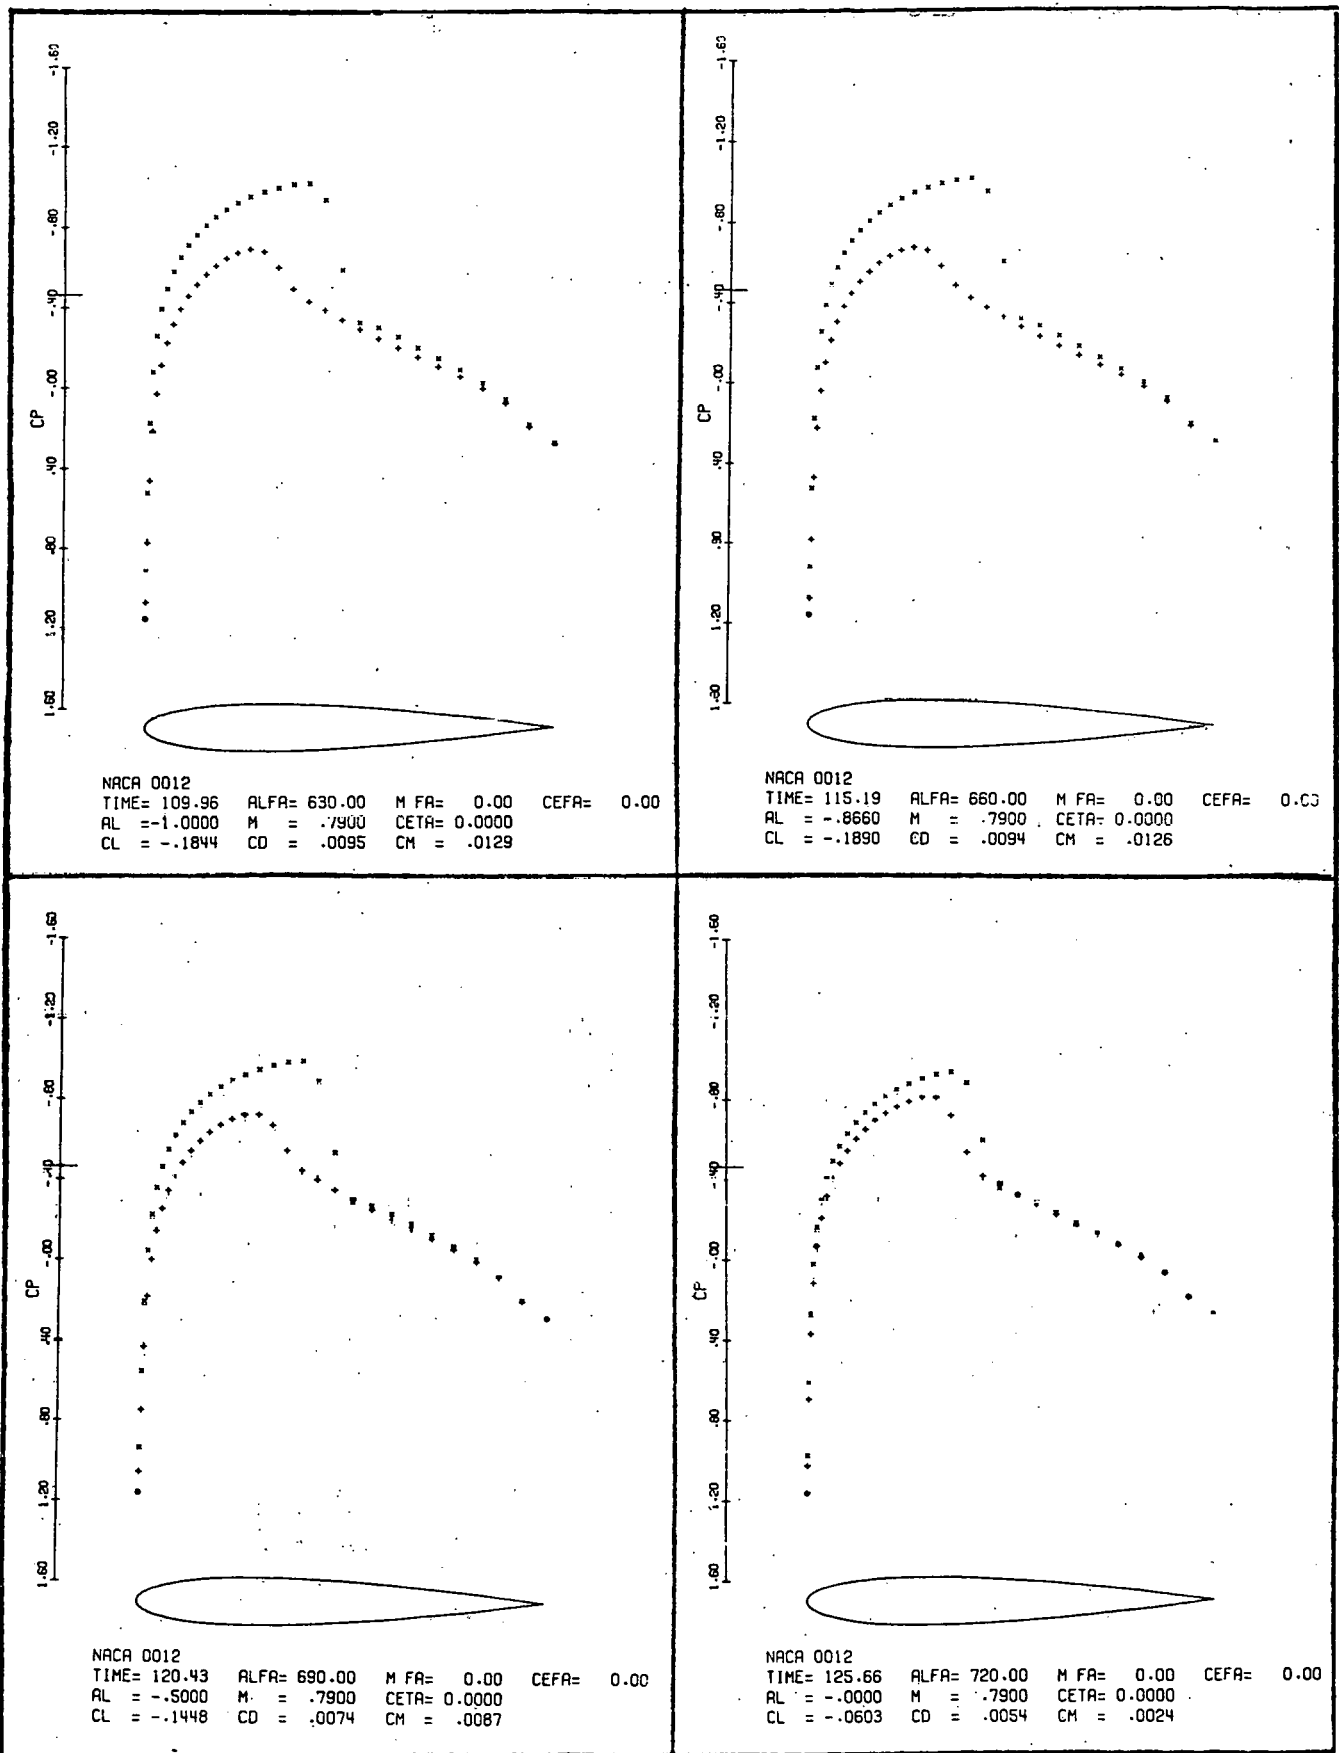 -1.60
-1.20
-.80
-.40
-.00
CP
.40
.80
1.20
1.60
NACA 0012
TIME= 109.96 ALFA= 630.00 M FA= 0.00 CEFA= 0.00
AL =-1.0000 M = .7900 CETA= 0.0000
CL = -.1844 CD = .0095 CM = .0129
-1.60
-1.20
-.80
-.40
-.00
CP
.40
1.20
NACA 0012
TIME= 115.19 ALFA= 660.00 M FA= 0.00 CEFA= 0.00
AL = -.8660 M = .7900 CETA= 0.0000
CL = -.1890 CD = .0094 CM = .0126
-1.60
-1.20
-.80
-.40
-.00
CP
.40
.80
1.20
1.60
NACA 0012
TIME= 120.43 ALFA= 690.00 M FA= 0.00 CEFA= 0.00
AL = -.5000 M = .7900 CETA= 0.0000
CL = -.1448 CD = .0074 CM = .0087
-1.60
-1.20
-.80
-.40
-.00
CP
.40
.80
1.20
1.60
NACA 0012
TIME= 125.66 ALFA= 720.00 M FA= 0.00 CEFA= 0.00
AL = -.0000 M = .7900 CETA= 0.0000
CL = -.0603 CD = .0054 CM = .0024